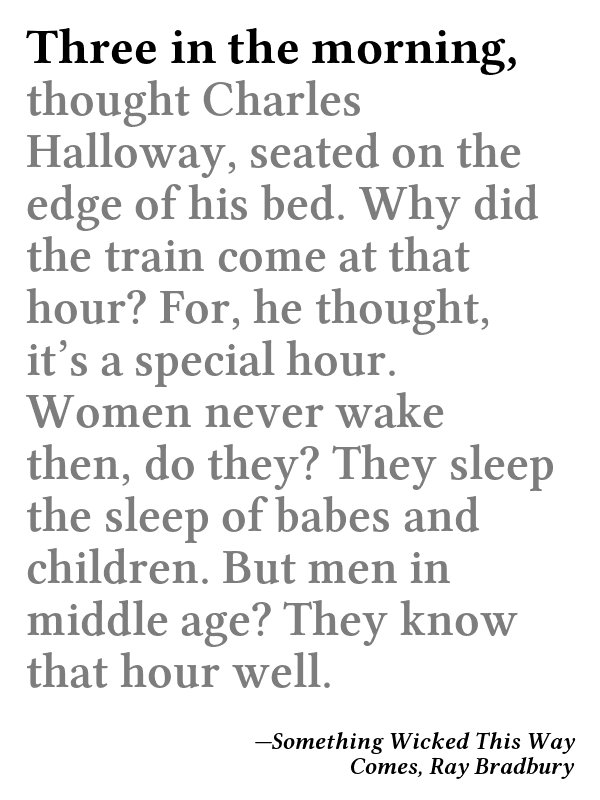 Three in the morning,
thought Charles
Halloway, seated on the
edge of his bed. Why did
the train come at that
hour? For, he thought,
it’s a special hour.
Women never wake
then, do they? They sleep
the sleep of babes and
children. But men in
middle age? They know
that hour well.
—Something Wicked This Way
Comes, Ray Bradbury